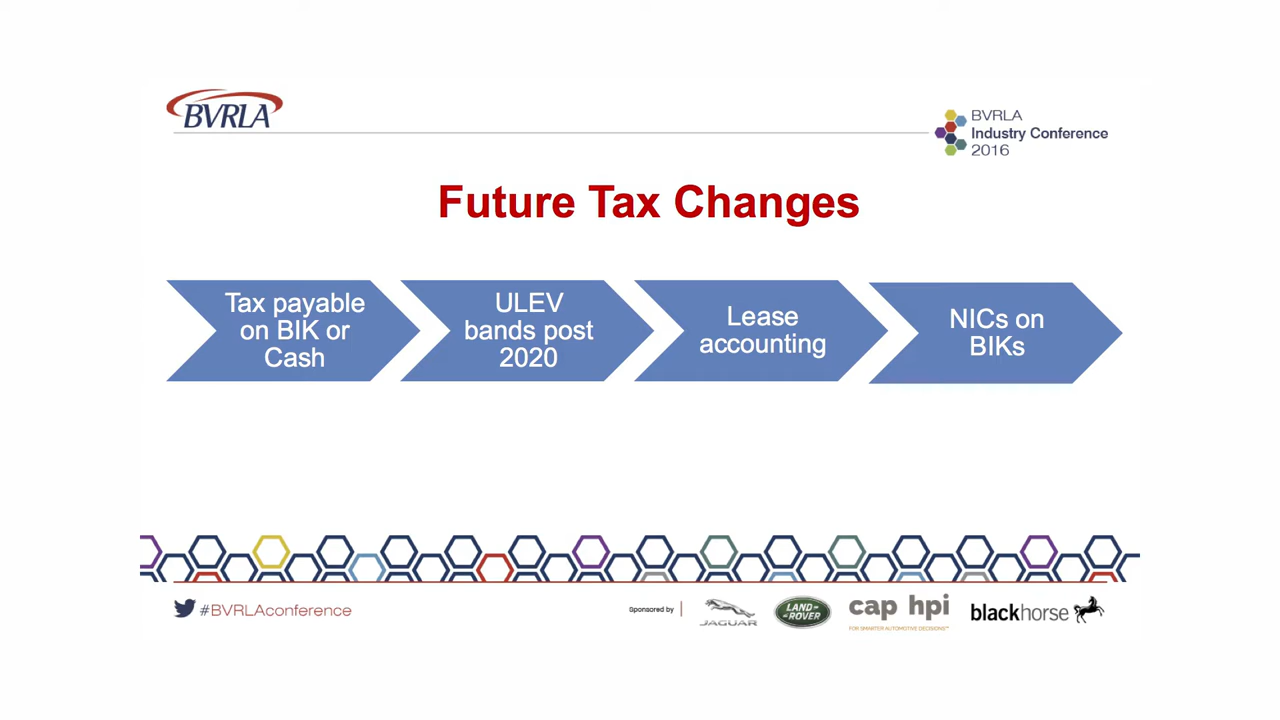 BVRLA
BVRLA
Industry Conference
2016
Future Tax Changes
Tax payable
on BIK or
Cash
ULEV
bands post
2020
Lease
accounting
NICs on
BIKs
#BVRLAconference
Sponsored by
JAGUAR
LAND-
ROVER
cap hpi
FOR SMARTER AUTOMOTIVE DECISIONS™
blackhorse